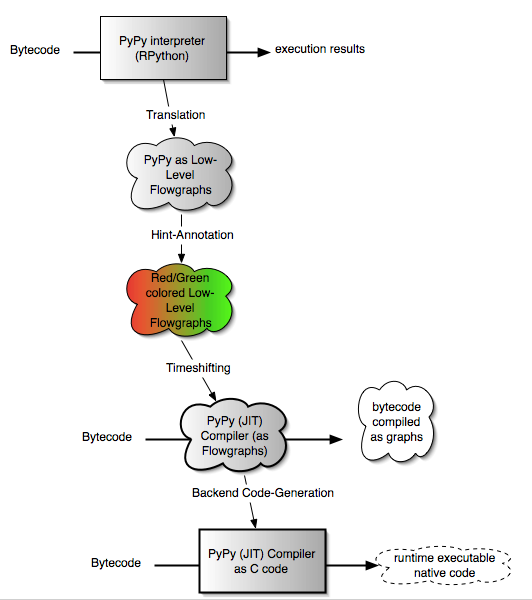 Bytecode
PyPy interpreter
(RPython)
execution results
Translation
PyPy as Low-
Level
Flowgraphs
Hint-Annotation
Red/Green
colored Low-
Level
Flowgraphs
Timeshifting
Bytecode
PyPy (JIT)
Compiler (as
Flowgraphs)
bytecode
compiled
as graphs
Backend Code-Generation
Bytecode
PyPy (JIT) Compiler
as C code
runtime executable
native code